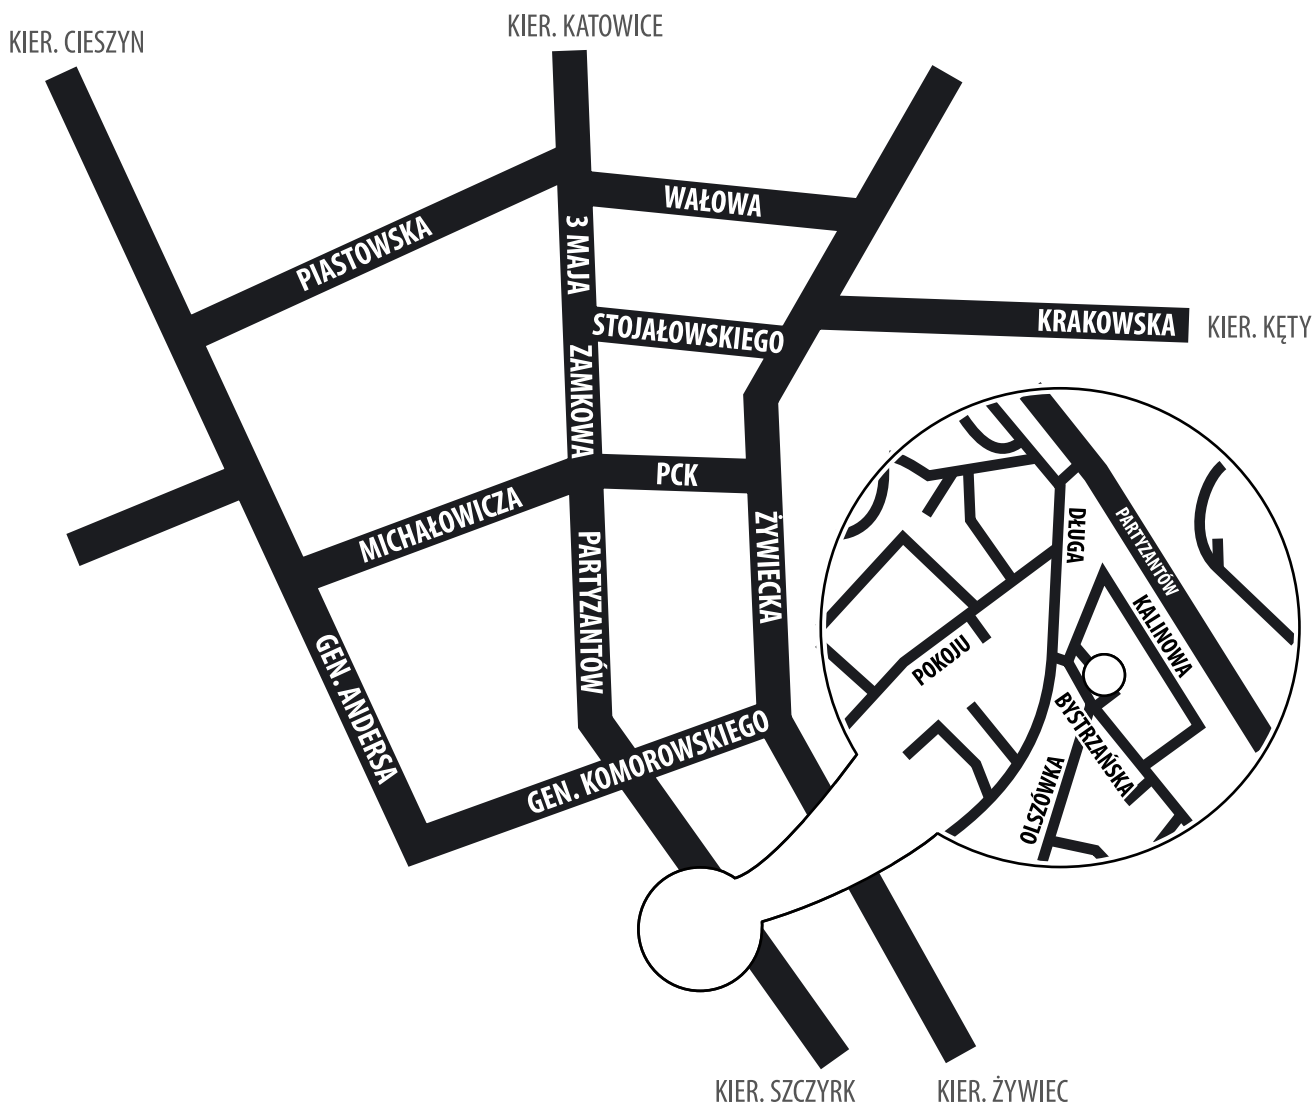 KIER. KATOWICE
KIER. CIESZYN
WAŁOWA
PIASTOWSKA
3 MAJA
STOJAŁOWSKIEGO
KRAKOWSKA
KIER. KĘTY
ZAMKOWA
PCK
MICHAŁOWICZA
ŻYWIECKA
PARTYZANTÓW
DŁUGA
PARTYZANTÓW
KALINOWA
POKOJU
GEN. ANDERSA
BYSTRZAŃSKA
GEN. KOMOROWSKIEGO
OLSZÓWKA
KIER. SZCZYRK
KIER. ŻYWIEC